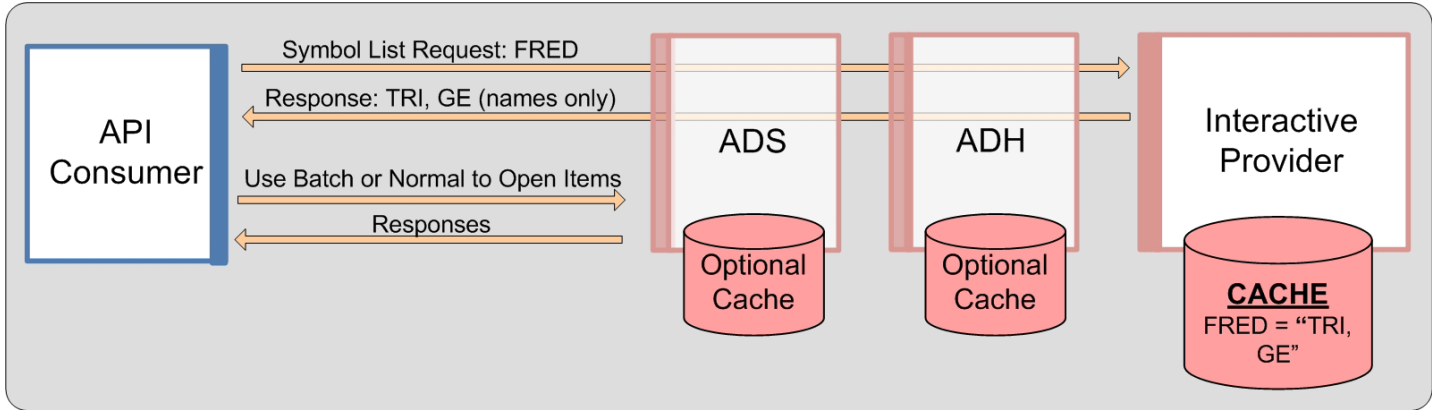 Symbol List Request: FRED
Response: TRI, GE (names only)
API
Consumer
Use Batch or Normal to Open Items
Responses
ADS
ADH
Interactive
Provider
Optional
Cache
Optional
Cache
CACHE
FRED = “TRI,
GE”